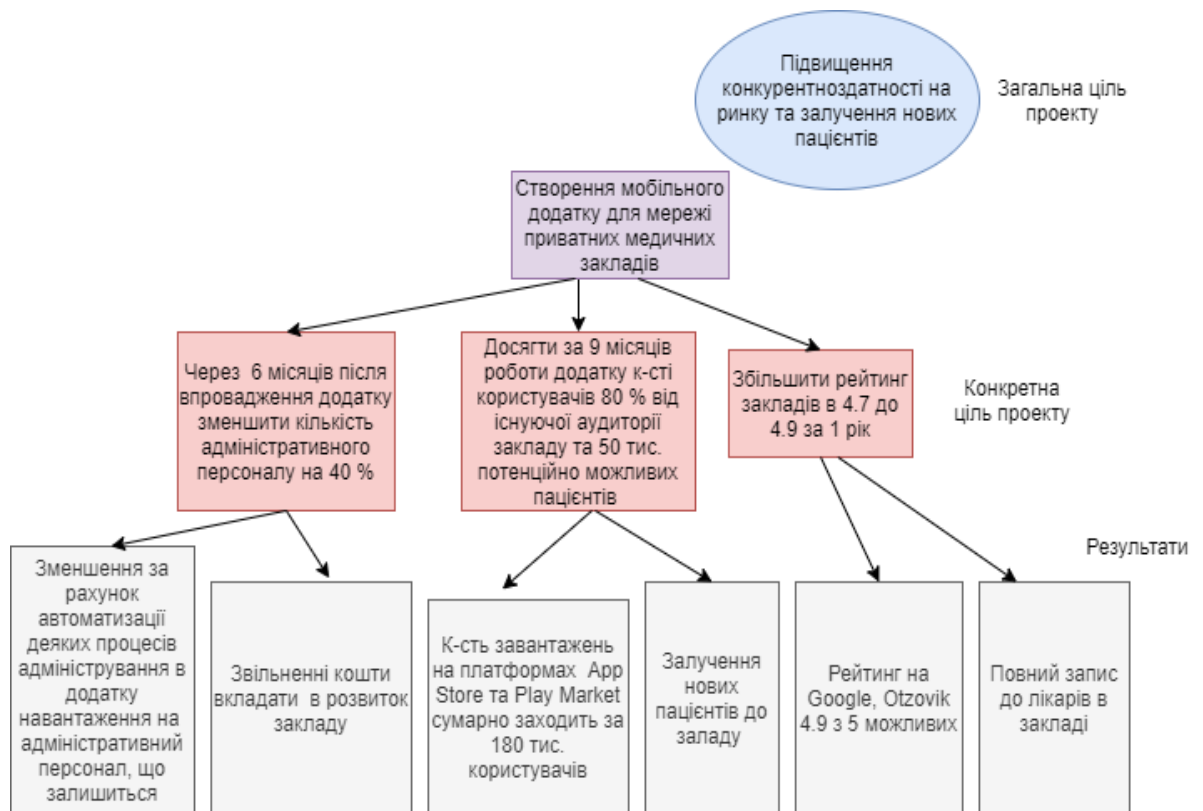 Підвищення
конкурентноздатності на
ринку та залучення нових
пацієнтів
Загальна ціль
проекту
Створення мобільного
додатку для мережі
приватних медичних
закладів
Через  6 місяців після
впровадження додатку
зменшити кількість
адміністративного
персоналу на 40 %
Досягти за 9 місяців
роботи додатку к-сті
користувачів 80 % від
існуючої аудиторії
закладу та 50 тис.
потенційно можливих
пацієнтів
Збільшити рейтинг
закладів в 4.7 до
4.9 за 1 рік
Конкретна
ціль проекту
Результати
Зменшення за
рахунок
автоматизації
деяких процесів
адміністрування в
додатку
навантаження на
адміністративний
персонал, що
залишиться
Звільненні кошти
вкладати  в розвиток
закладу
К-сть завантажень
на платформах  App
Store та Play Market
сумарно заходить за
180 тис.
користувачів
Залучення
нових
пацієнтів до
заладу
Рейтинг на
Google, Otzovik
4.9 з 5 можливих
Повний запис
до лікарів в
закладі